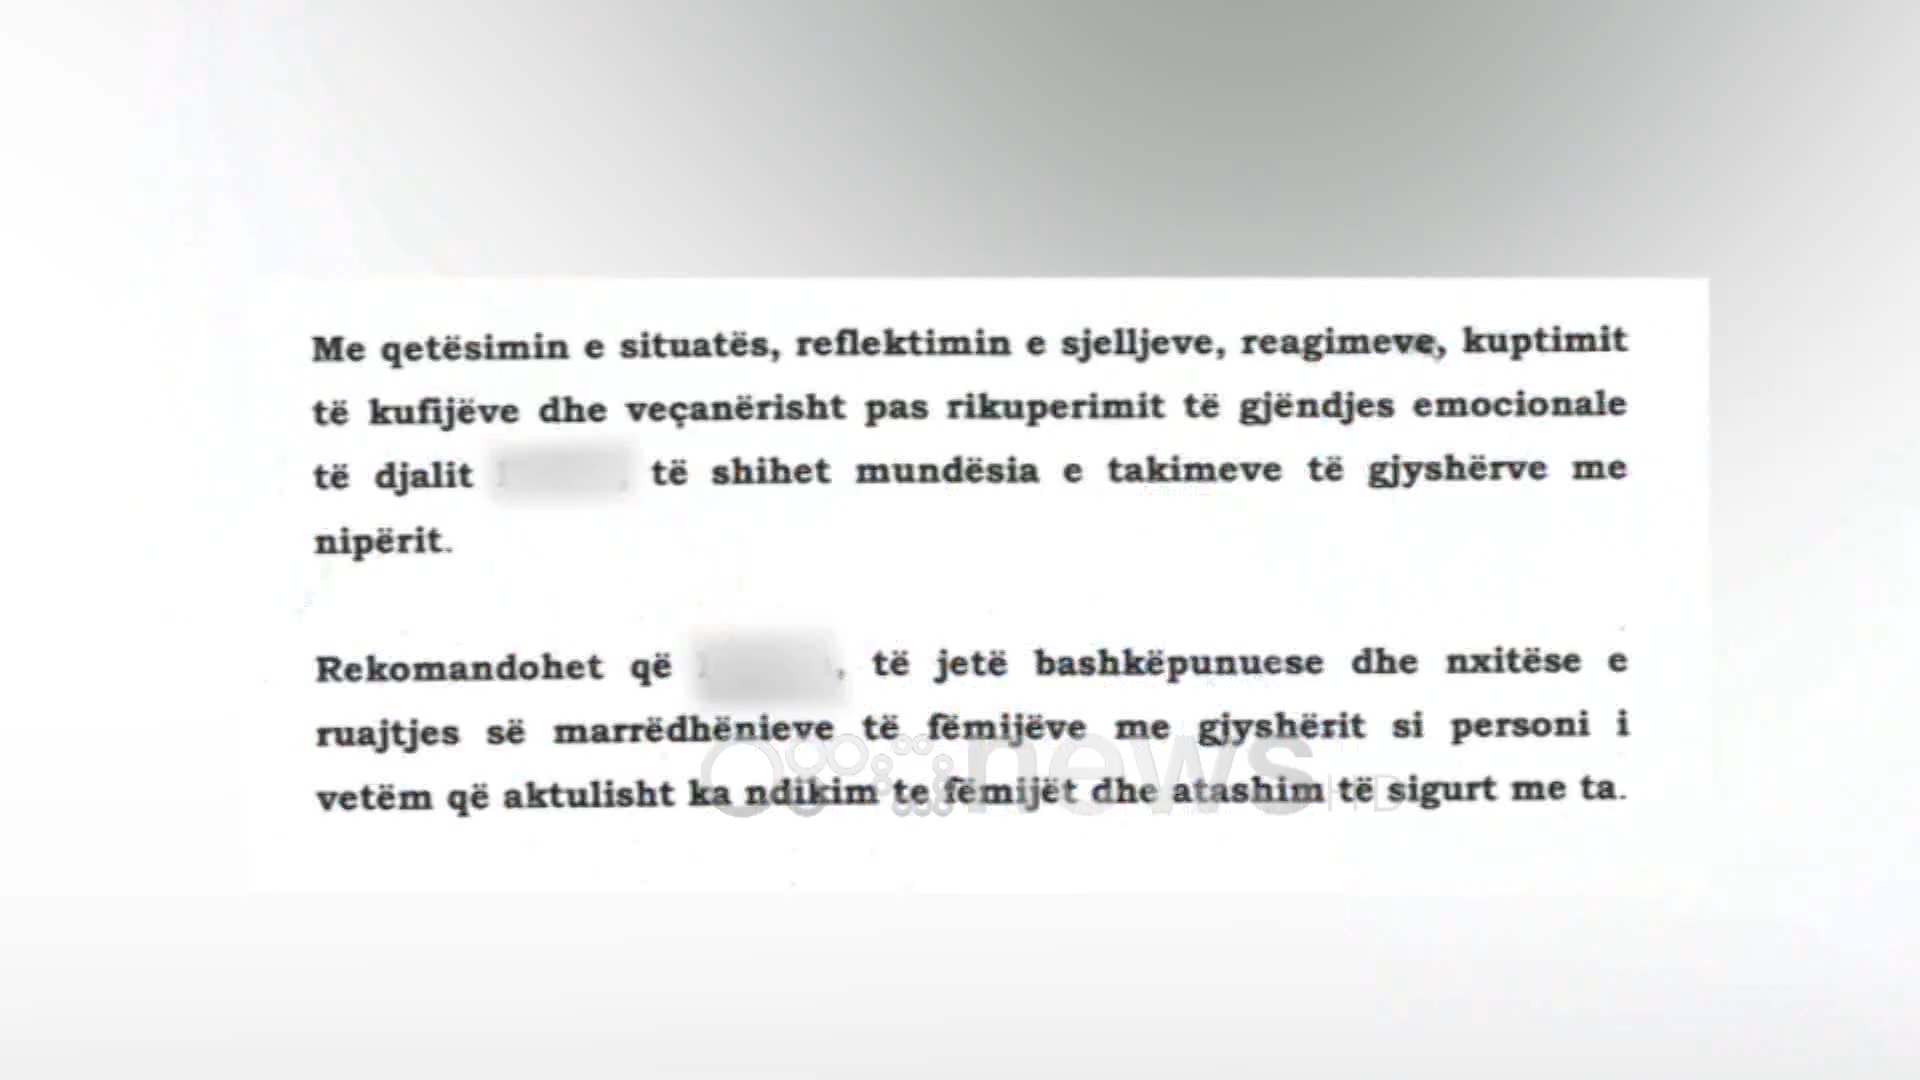 Me qetësimin e situatës, reflektimin e sjelljeve, reagimeve, kuptimit
të kufijëve dhe veçanërisht pas rikuperimit të gjëndjes emocionale
të djalit të shihet mundësia e takimeve të gjyshërve me
nipërit.
Rekomandohet që , të jetë bashkëpunuese dhe nxitëse e
ruajtjes së marrëdhënieve të fëmijëve me gjyshërit si personi i
vetëm që aktulisht ka ndikim te fëmijët dhe atashim të sigurt me ta.
news HD